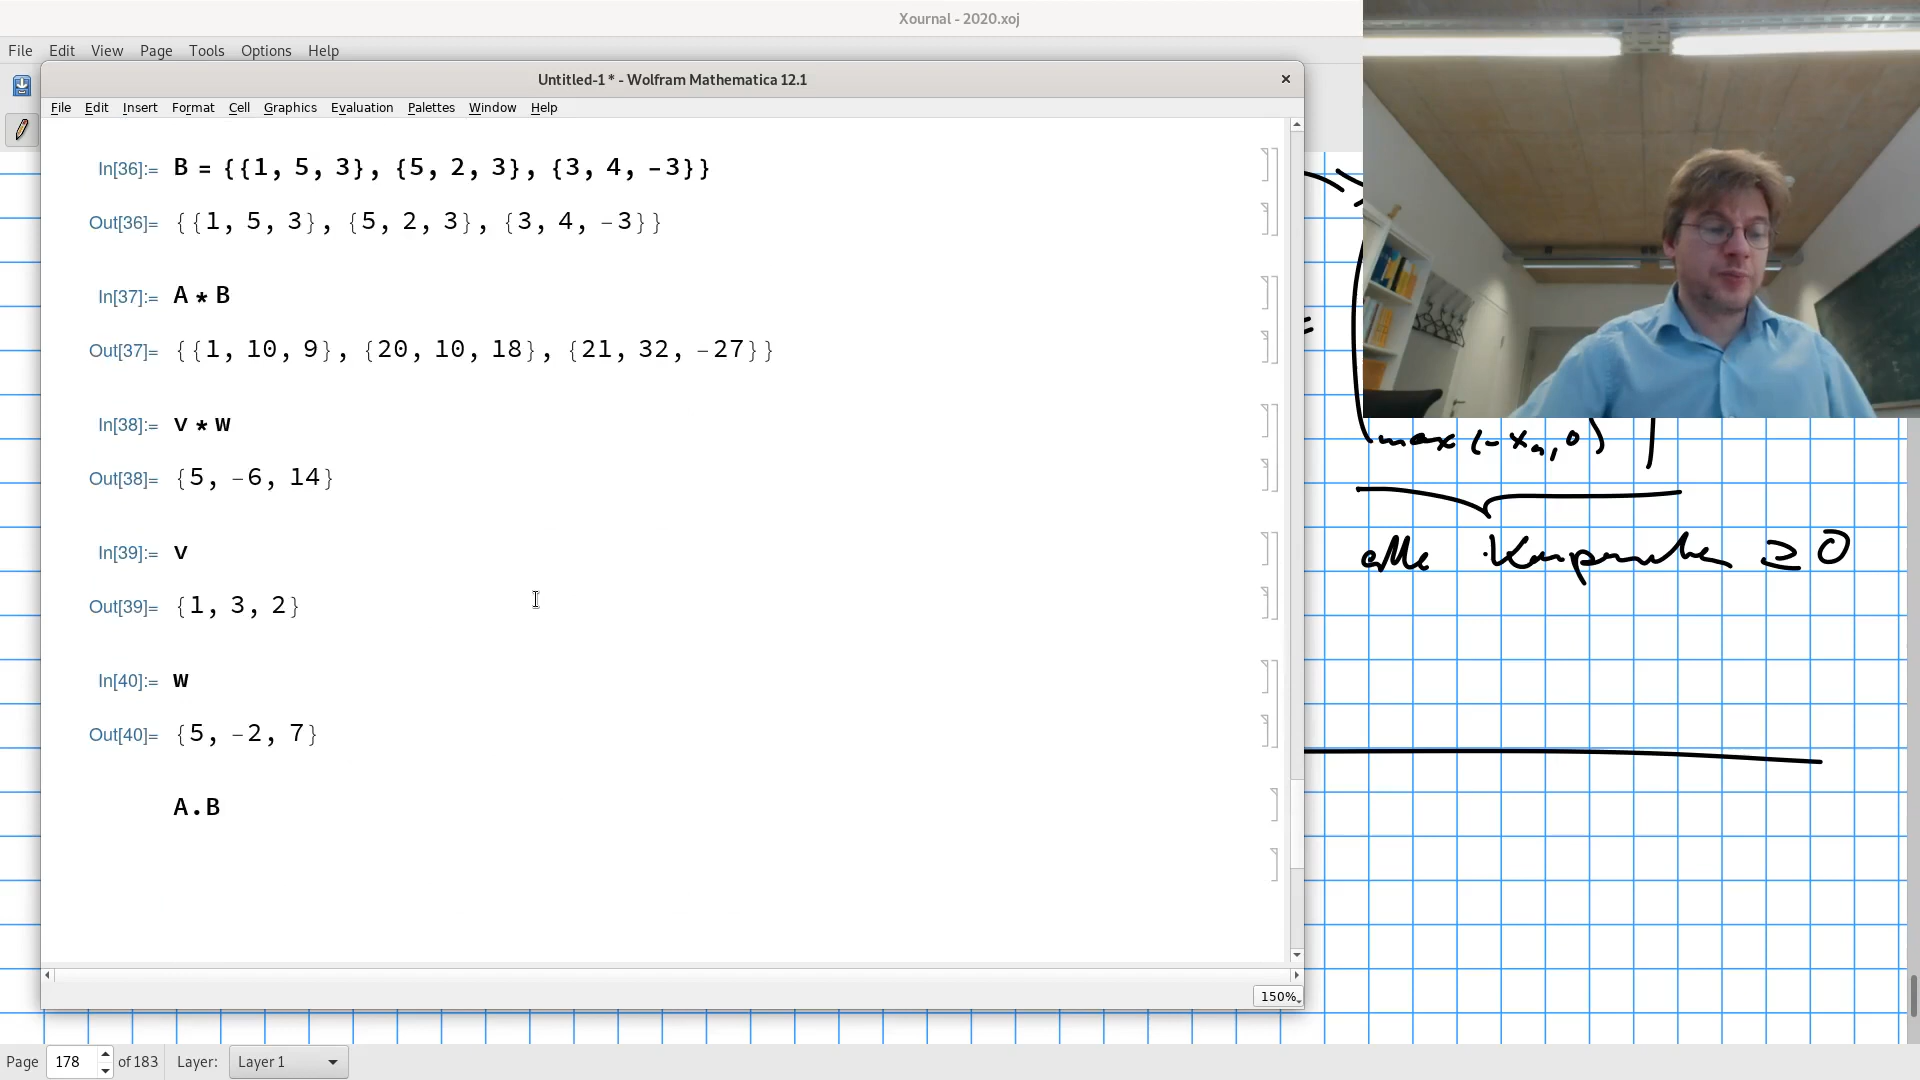 Xournal - 2020.xoj
File Edit View Page Tools Options Help
Untitled-1 * - Wolfram Mathematica 12.1
File Edit Insert Format Cell Graphics Evaluation Palettes Window Help
In[36]:= B = {{1, 5, 3}, {5, 2, 3}, {3, 4, -3}}
Out[36]= {{1, 5, 3}, {5, 2, 3}, {3, 4, -3}}
In[37]:= A * B
Out[37]= {{1, 10, 9}, {20, 10, 18}, {21, 32, -27}}
In[38]:= v * w
Out[38]= {5, -6, 14}
In[39]:= v
Out[39]= {1, 3, 2}
In[40]:= w
Out[40]= {5, -2, 7}
A.B
150%
=
max(-xₙ, 0)
alle Komponenten ≥ 0
Page 178 of 183 Layer: Layer 1